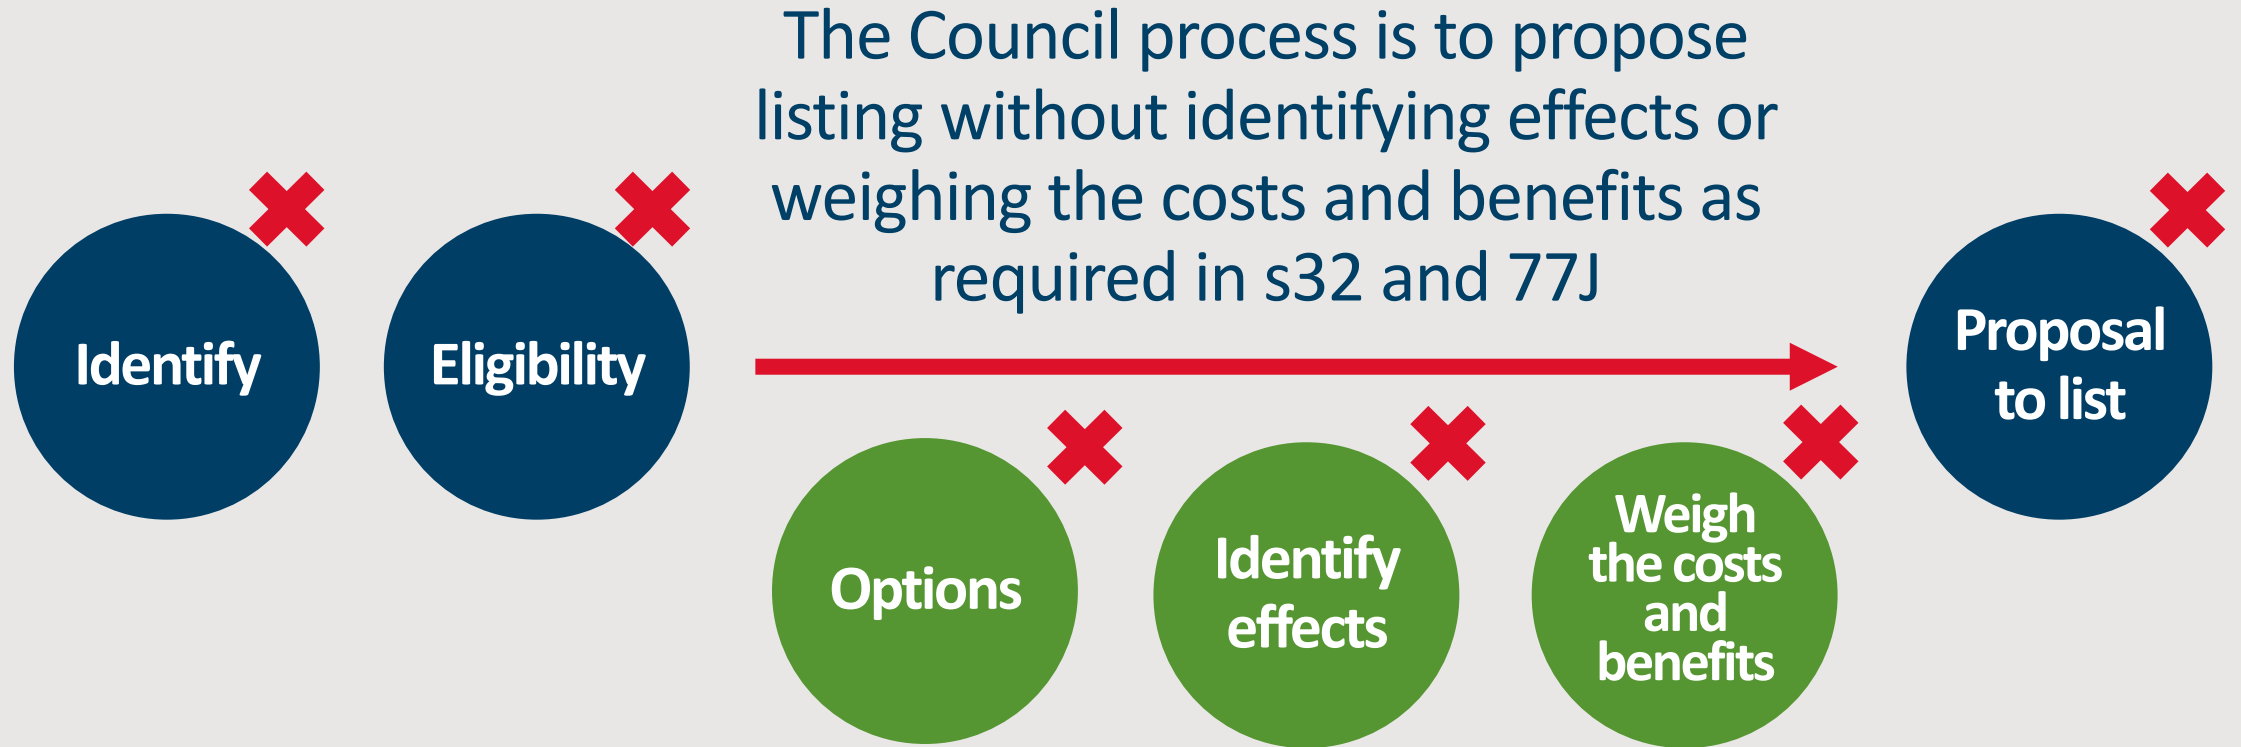 The Council process is to propose
listing without identifying effects or
weighing the costs and benefits as
required in s32 and 77J
Identify
Eligibility
Proposal
to list
Options
Identify
effects
Weigh
the costs
and
benefits